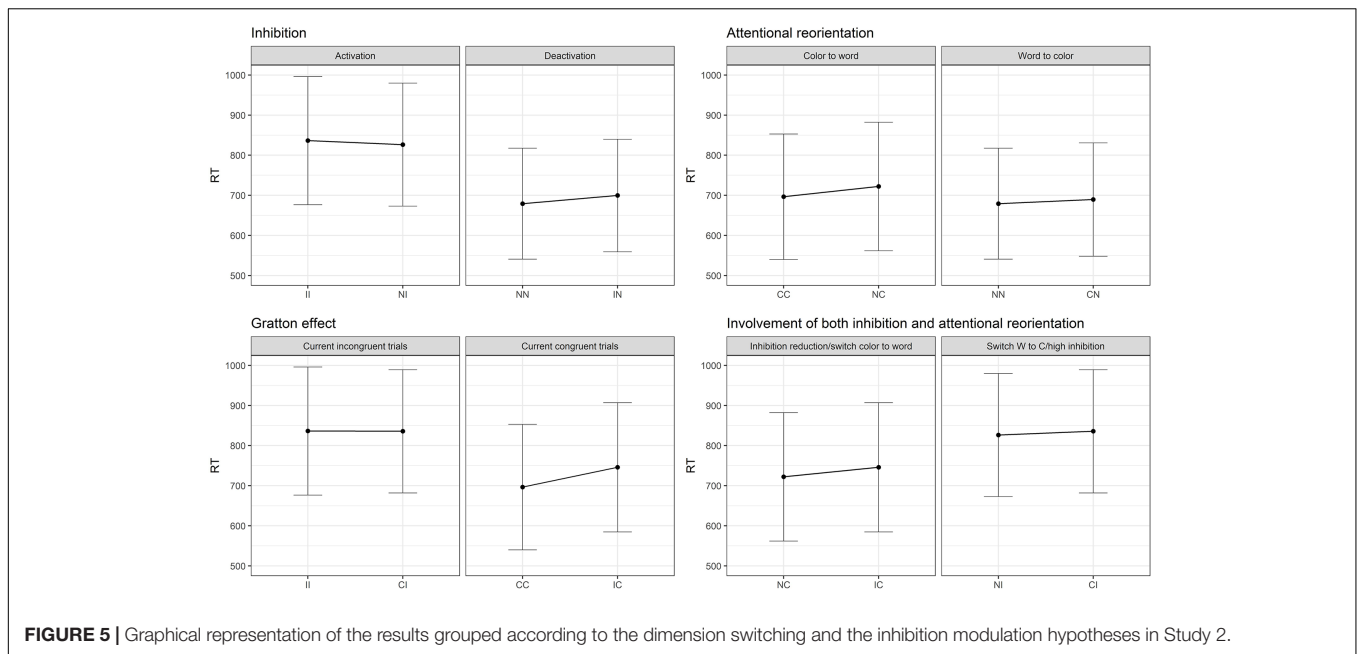 Inhibition
Activation
Deactivation
RT
1000
900
800
700
600
500
II
NI
NN
IN
Attentional reorientation
Color to word
Word to color
RT
1000
900
800
700
600
500
CC
NC
NN
CN
Gratton effect
Current incongruent trials
Current congruent trials
RT
1000
900
800
700
600
500
II
CI
CC
IC
Involvement of both inhibition and attentional reorientation
Inhibition reduction/switch color to word
Switch W to C/high inhibition
RT
1000
900
800
700
600
500
NC
IC
NI
CI
FIGURE 5 | Graphical representation of the results grouped according to the dimension switching and the inhibition modulation hypotheses in Study 2.